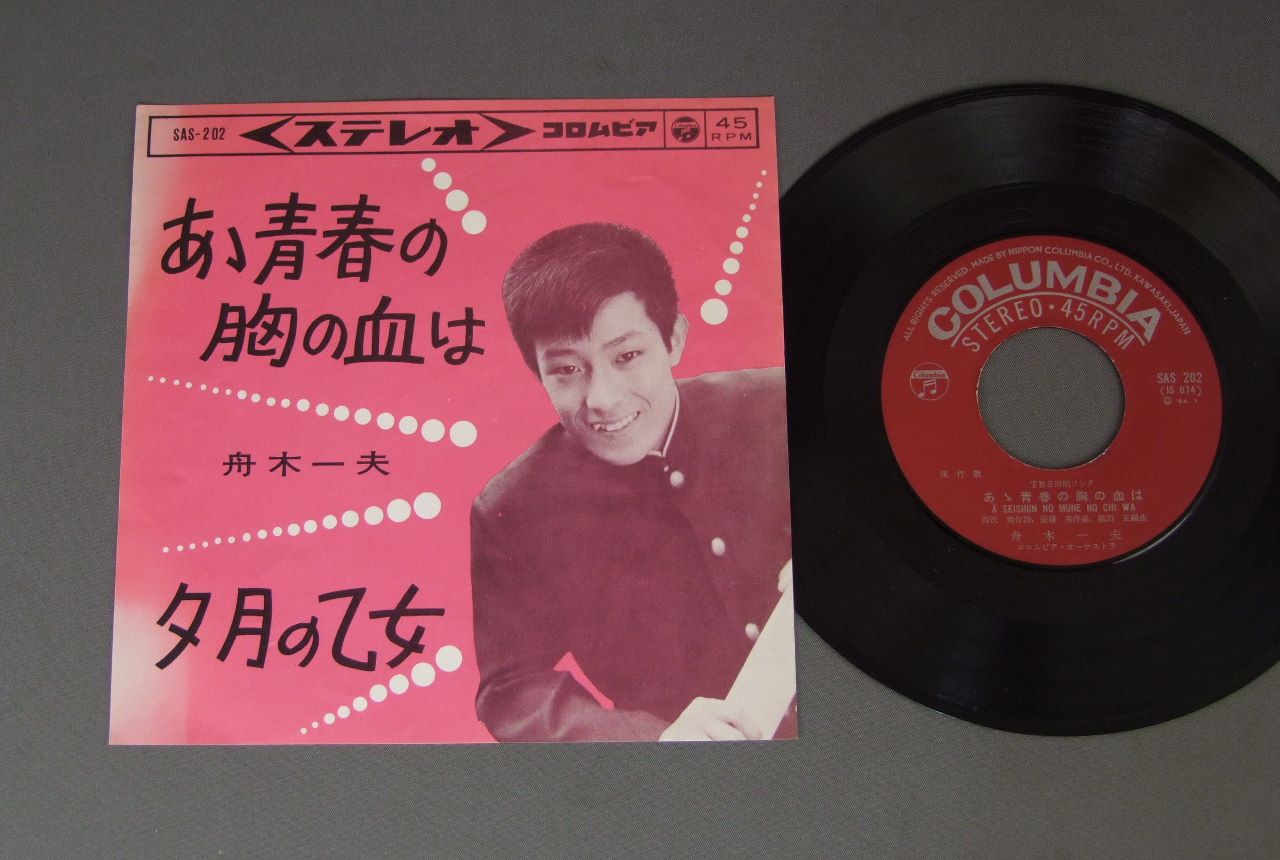 SAS-202 <ステレオ> コロムビア Columbia 45 RPM
あゝ青春の
胸の血は
舟木一夫
夕月の乙女
ALL RIGHTS RESERVED. MADE BY NIPPON COLUMBIA CO., LTD. KAWASAKI, JAPAN
COLUMBIA
STEREO・45RPM
Columbia
SAS 202
(JS 674)
流行歌
あゝ青春の胸の血は
A SEISHUN NO MUNE NO CHI WA
舟木一夫
コロムビア・オーケストラ